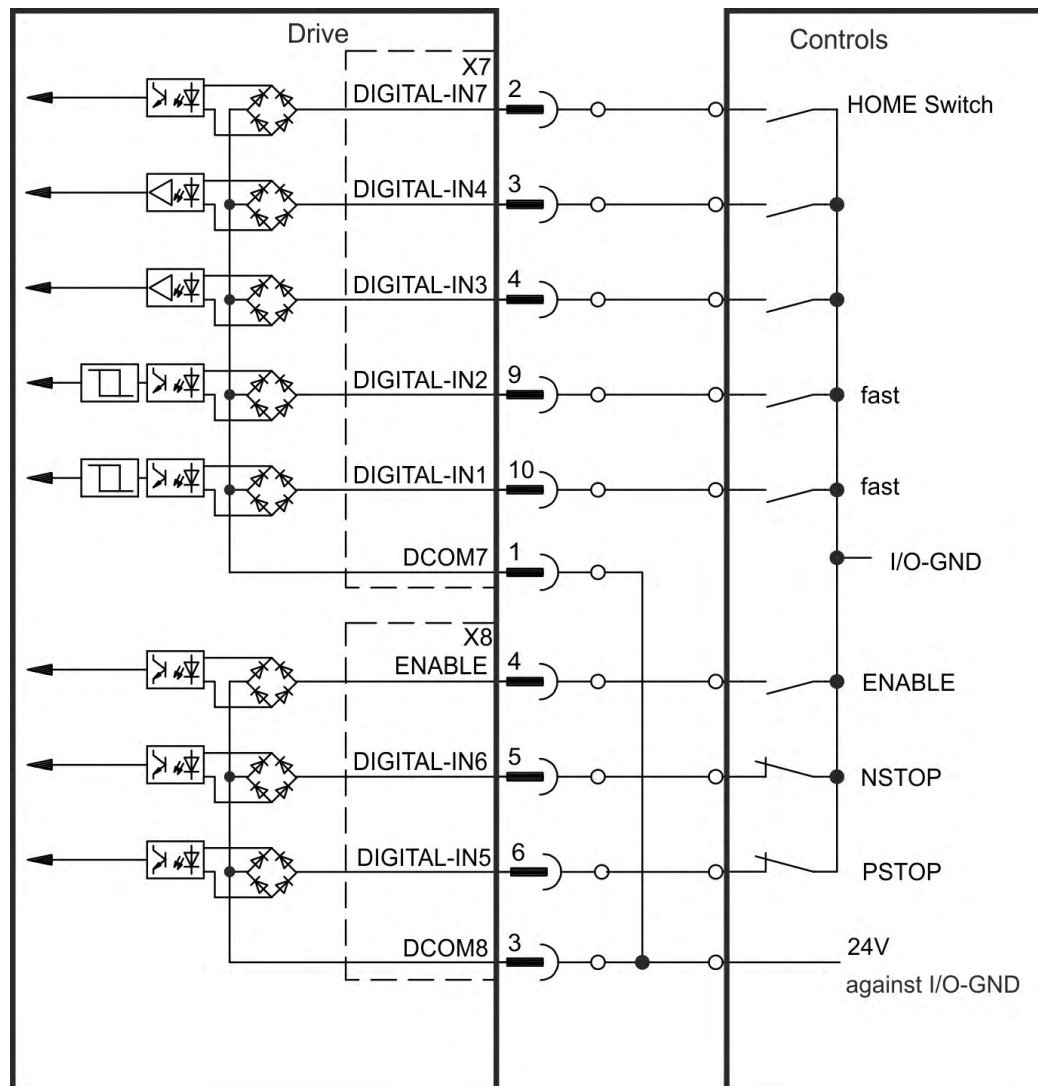 Drive
Controls
X7
DIGITAL-IN7
2
HOME Switch
DIGITAL-IN4
3
DIGITAL-IN3
4
DIGITAL-IN2
9
fast
DIGITAL-IN1
10
fast
DCOM7
1
I/O-GND
X8
ENABLE
4
ENABLE
DIGITAL-IN6
5
NSTOP
DIGITAL-IN5
6
PSTOP
DCOM8
3
24V
against I/O-GND